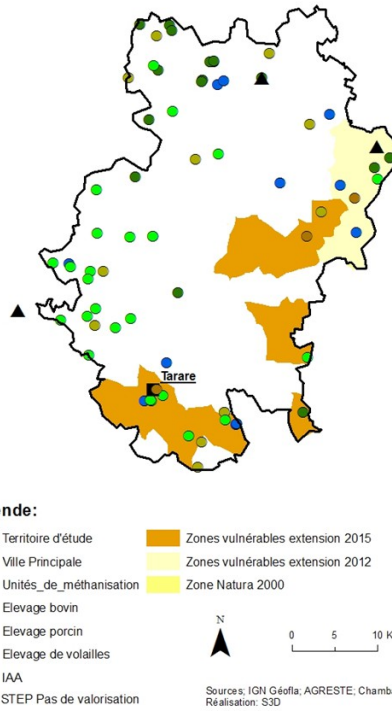 Tarare
nde:
Territoire d'étude
Zones vulnérables extension 2015
Ville Principale
Zones vulnérables extension 2012
Unités_de_méthanisation
Zone Natura 2000
Elevage bovin
Elevage porcin
Elevage de volailles
IAA
STEP Pas de valorisation
N
0 5 10 K
Sources; IGN Géofla; AGRESTE; Chamb
Réalisation: S3D